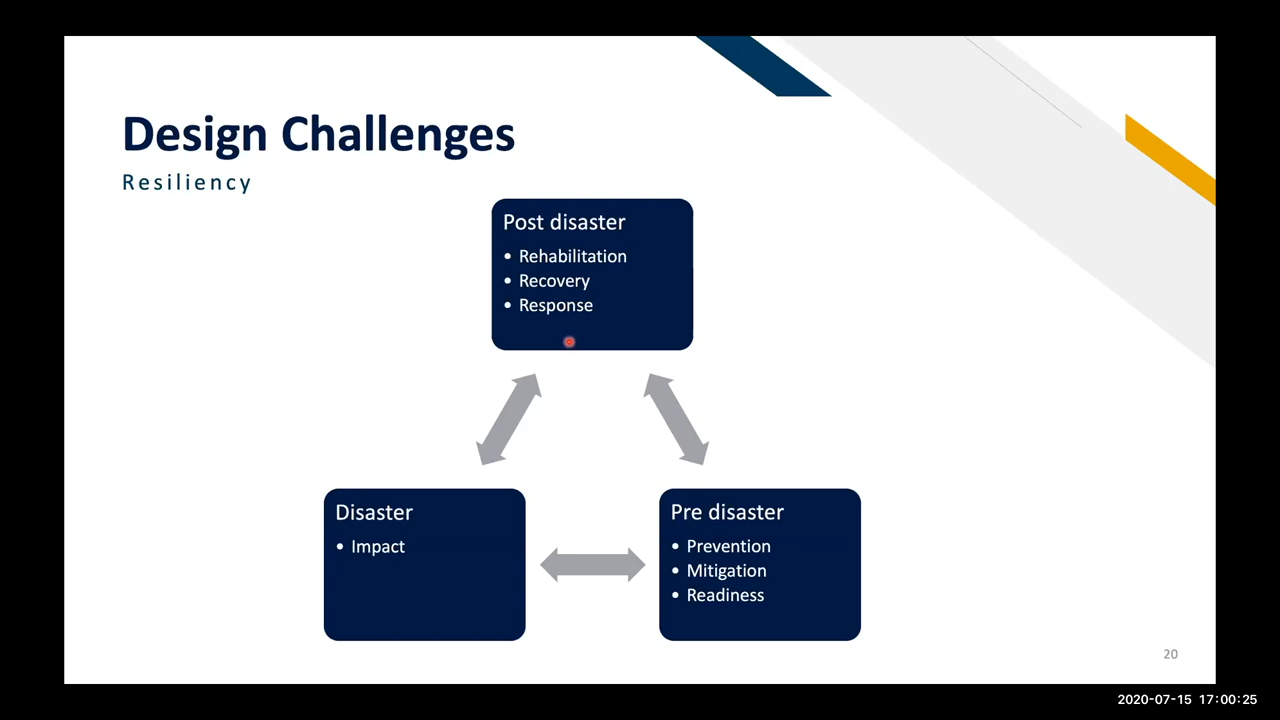 Design Challenges
Resiliency
Post disaster
• Rehabilitation
• Recovery
• Response
Disaster
• Impact
Pre disaster
• Prevention
• Mitigation
• Readiness
20
2020-07-15 17:00:25